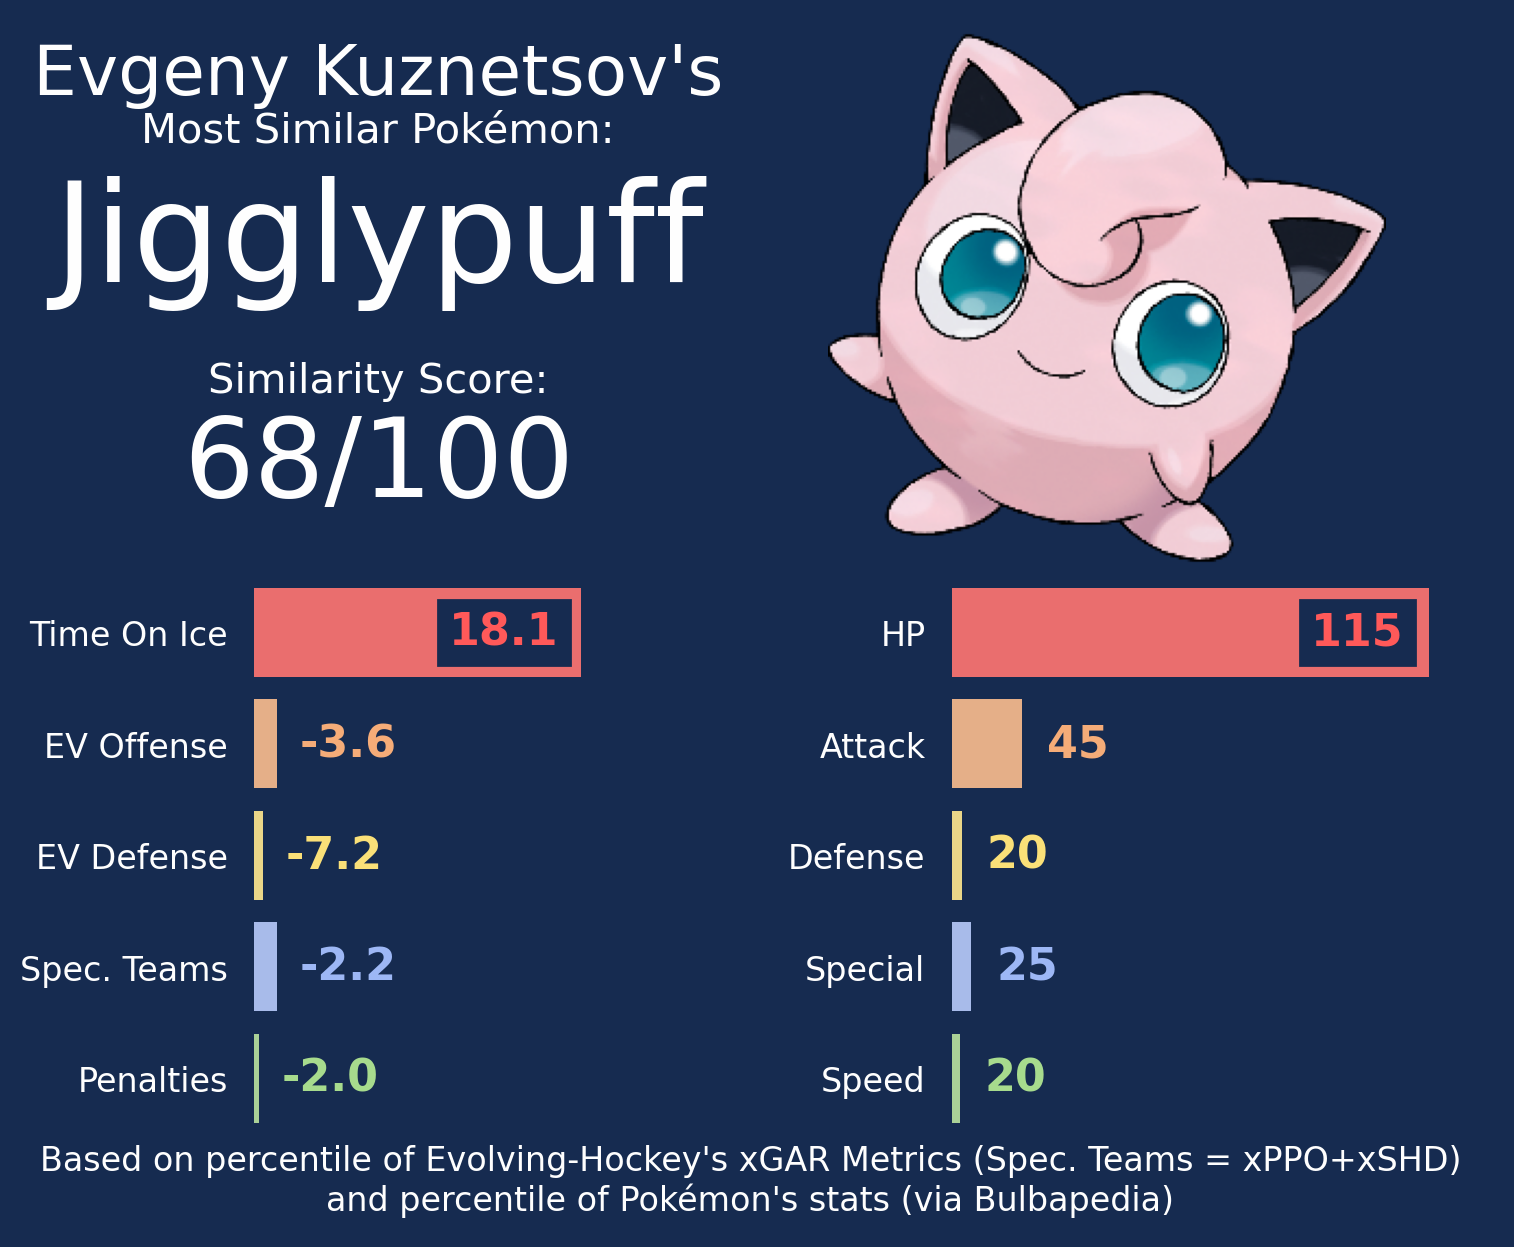 Evgeny Kuznetsov's
Most Similar Pokémon:
Jigglypuff
Similarity Score:
68/100
Time On Ice 18.1
EV Offense -3.6
EV Defense -7.2
Spec. Teams -2.2
Penalties -2.0
HP 115
Attack 45
Defense 20
Special 25
Speed 20
Based on percentile of Evolving-Hockey's xGAR Metrics (Spec. Teams = xPPO+xSHD)
and percentile of Pokémon's stats (via Bulbapedia)